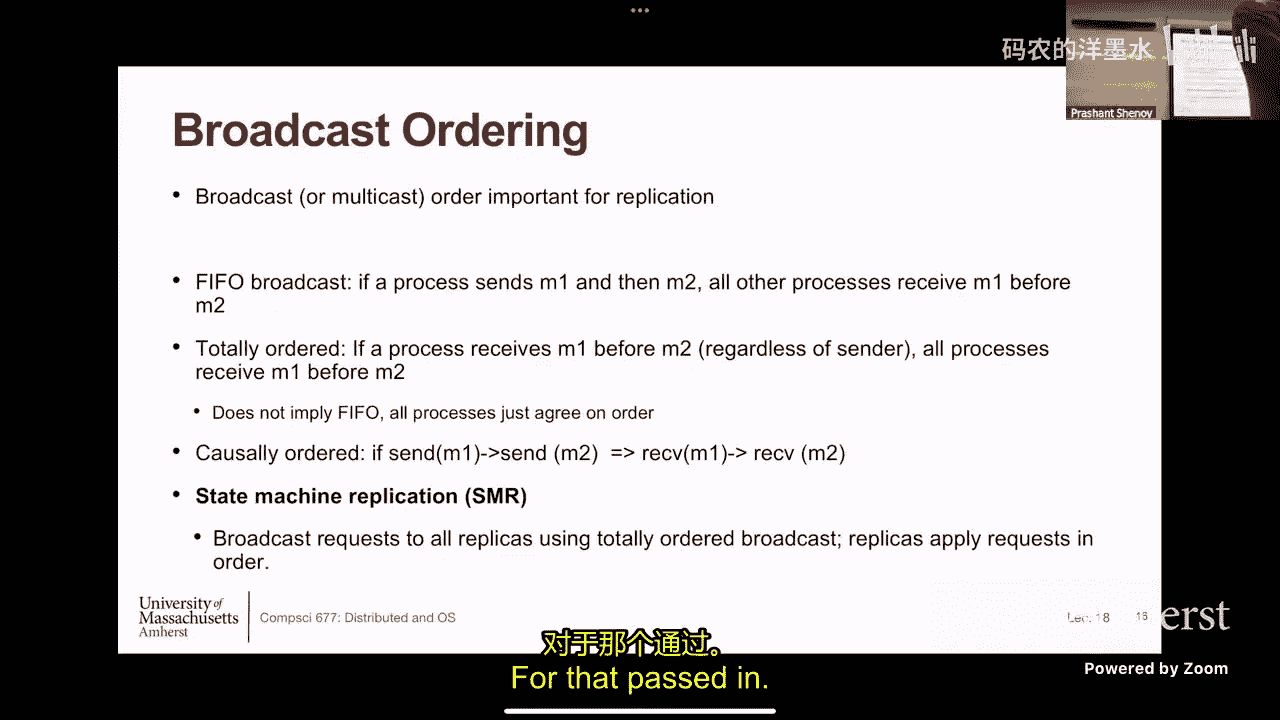 码农的洋墨水
Prashant Shenoy
Broadcast Ordering
• Broadcast (or multicast) order important for replication
• FIFO broadcast: if a process sends m1 and then m2, all other processes receive m1 before
m2
• Totally ordered: If a process receives m1 before m2 (regardless of sender), all processes
receive m1 before m2
• Does not imply FIFO, all processes just agree on order
• Causally ordered: if send(m1)->send (m2) => recv(m1)-> recv (m2)
• State machine replication (SMR)
• Broadcast requests to all replicas using totally ordered broadcast; replicas apply requests in
order.
University of
Massachusetts
Amherst
Compsci 677: Distributed and OS
Lec. 18
16
erst
对于那个通过。
For that passed in.
Powered by Zoom